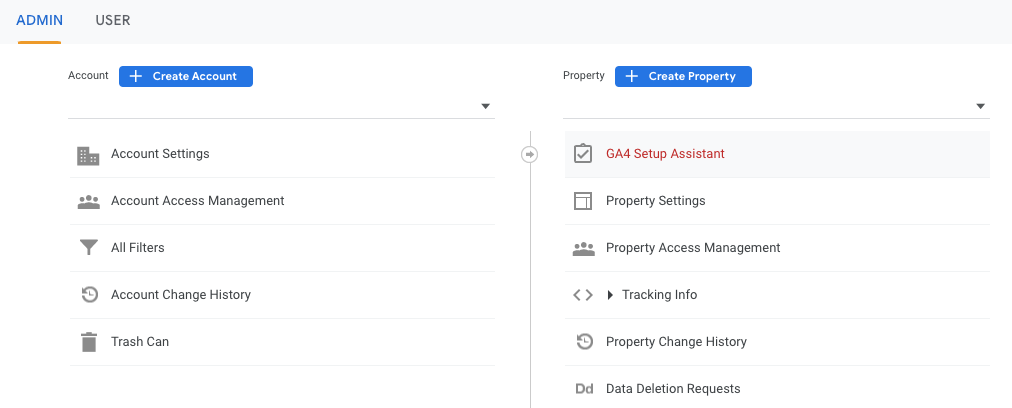 ADMIN USER
Account + Create Account
Account Settings
Account Access Management
All Filters
Account Change History
Trash Can
Property + Create Property
GA4 Setup Assistant
Property Settings
Property Access Management
Tracking Info
Property Change History
Dd Data Deletion Requests